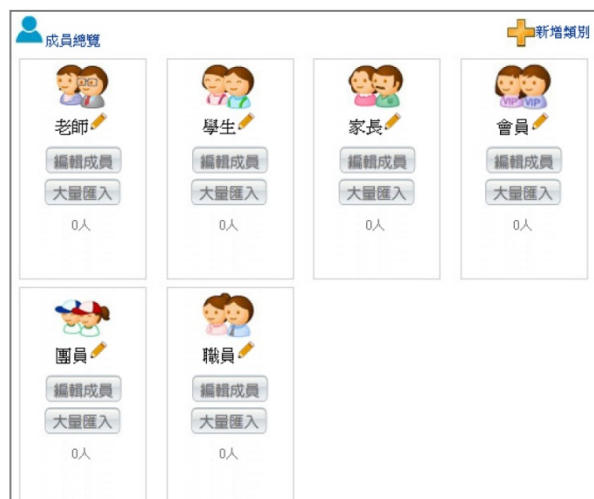 成員總覽 新增類別
老師 學生 家長 會員
編輯成員 編輯成員 編輯成員 編輯成員
大量匯入 大量匯入 大量匯入 大量匯入
0人 0人 0人 0人
團員 職員
編輯成員 編輯成員
大量匯入 大量匯入
0人 0人